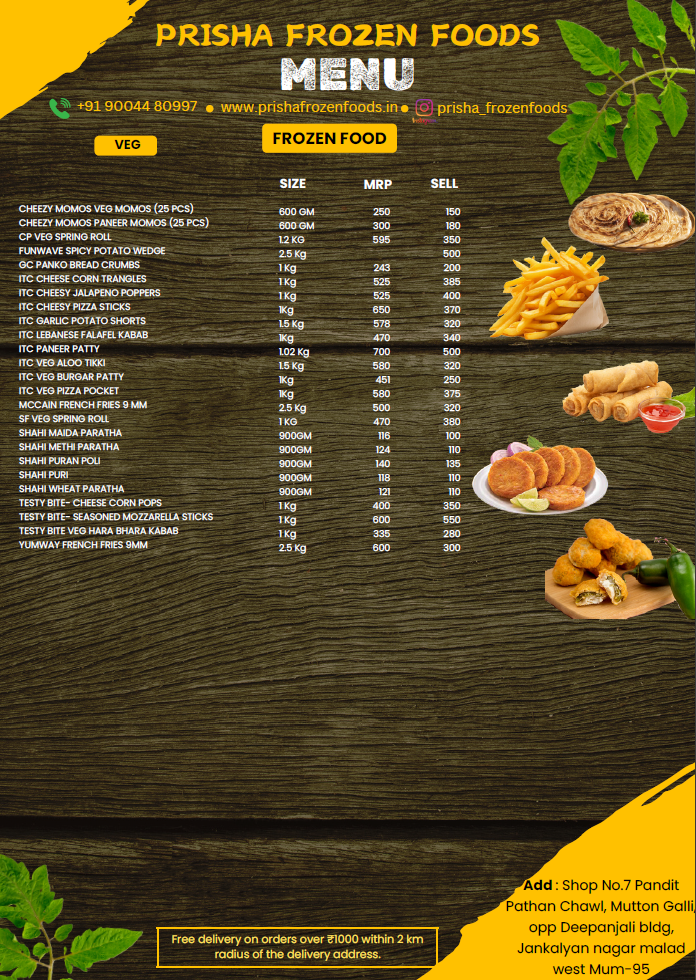 PRISHA FROZEN FOODS
MENU
+91 90044 80997 ● www.prishafrozenfoods.in ● prisha_frozenfoods
VEG
FROZEN FOOD
SIZE MRP SELL
CHEEZY MOMOS VEG MOMOS (25 PCS) 600 GM 250 150
CHEEZY MOMOS PANEER MOMOS (25 PCS) 600 GM 300 180
CP VEG SPRING ROLL 1.2 KG 595 350
FUNWAVE SPICY POTATO WEDGE 2.5 Kg 500
GC PANKO BREAD CRUMBS 1 Kg 243 200
ITC CHEESE CORN TRANGLES 1 Kg 525 385
ITC CHEESY JALAPENO POPPERS 1 Kg 525 400
ITC CHEESY PIZZA STICKS 1Kg 650 370
ITC GARLIC POTATO SHORTS 1.5 Kg 578 320
ITC LEBANESE FALAFEL KABAB 1Kg 470 340
ITC PANEER PATTY 1.02 Kg 700 500
ITC VEG ALOO TIKKI 1.5 Kg 580 320
ITC VEG BURGAR PATTY 1Kg 451 250
ITC VEG PIZZA POCKET 1Kg 580 375
MCCAIN FRENCH FRIES 9 MM 2.5 Kg 500 320
SF VEG SPRING ROLL 1 KG 470 380
SHAHI MAIDA PARATHA 900GM 116 100
SHAHI METHI PARATHA 900GM 124 110
SHAHI PURAN POLI 900GM 140 135
SHAHI PURI 900GM 118 110
SHAHI WHEAT PARATHA 900GM 121 110
TESTY BITE- CHEESE CORN POPS 1 Kg 400 350
TESTY BITE- SEASONED MOZZARELLA STICKS 1 Kg 600 550
TESTY BITE VEG HARA BHARA KABAB 1 Kg 335 280
YUMWAY FRENCH FRIES 9MM 2.5 Kg 600 300
Add : Shop No.7 Pandit
Pathan Chawl, Mutton Galli,
opp Deepanjali bldg,
Jankalyan nagar malad
west Mum-95
Free delivery on orders over ₹1000 within 2 km
radius of the delivery address.